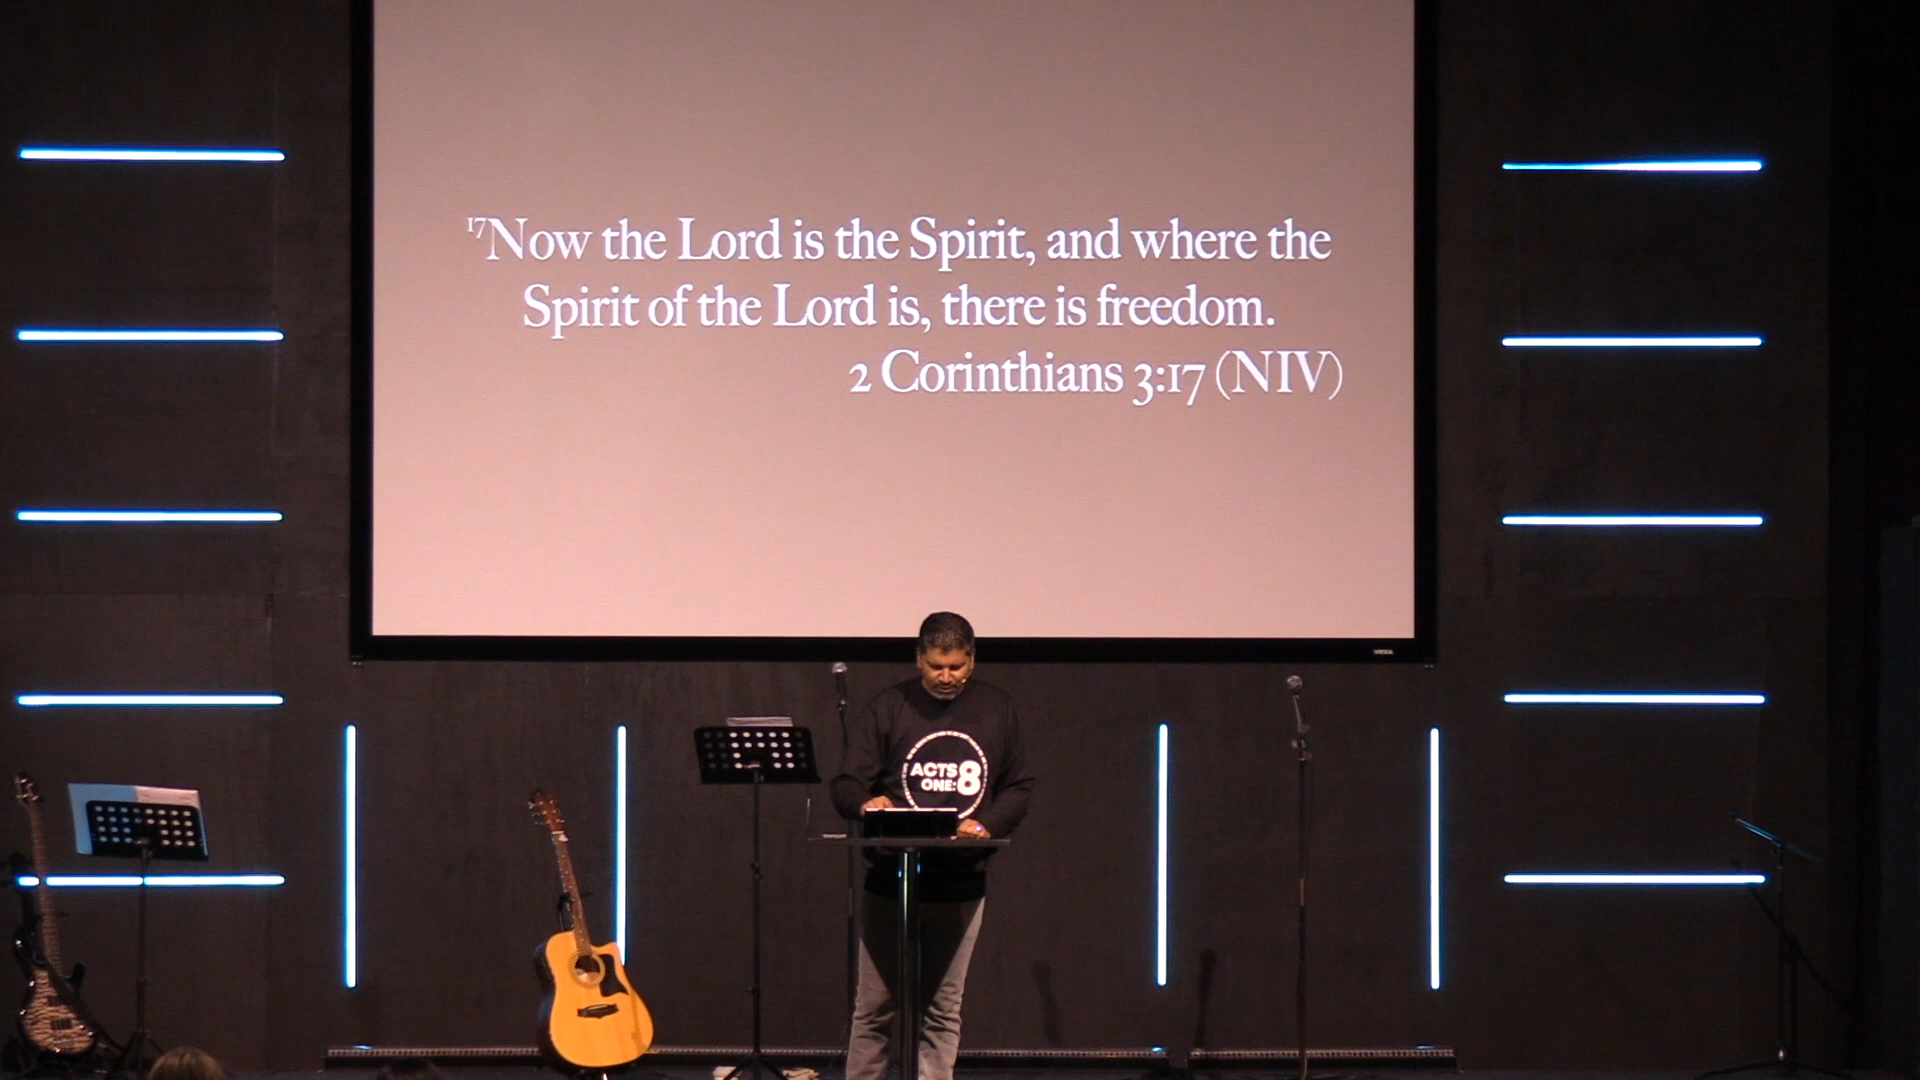 ¹⁷Now the Lord is the Spirit, and where the
Spirit of the Lord is, there is freedom.
2 Corinthians 3:17 (NIV)
ACTS
ONE:8